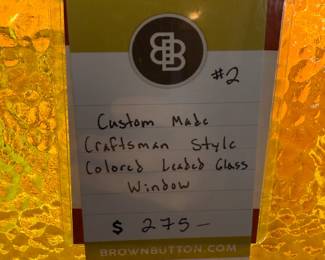 BB
#2
Custom Made
Craftsman Style
Colored Leaded Glass
Window
$ 275—
BROWNBUTTON.COM